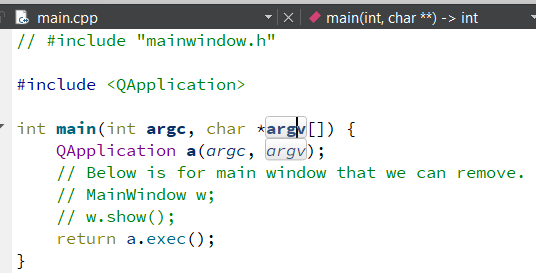 main.cpp main(int, char **) -> int
// #include "mainwindow.h"
#include <QApplication>
int main(int argc, char *argv[]) {
    QApplication a(argc, argv);
    // Below is for main window that we can remove.
    // MainWindow w;
    // w.show();
    return a.exec();
}